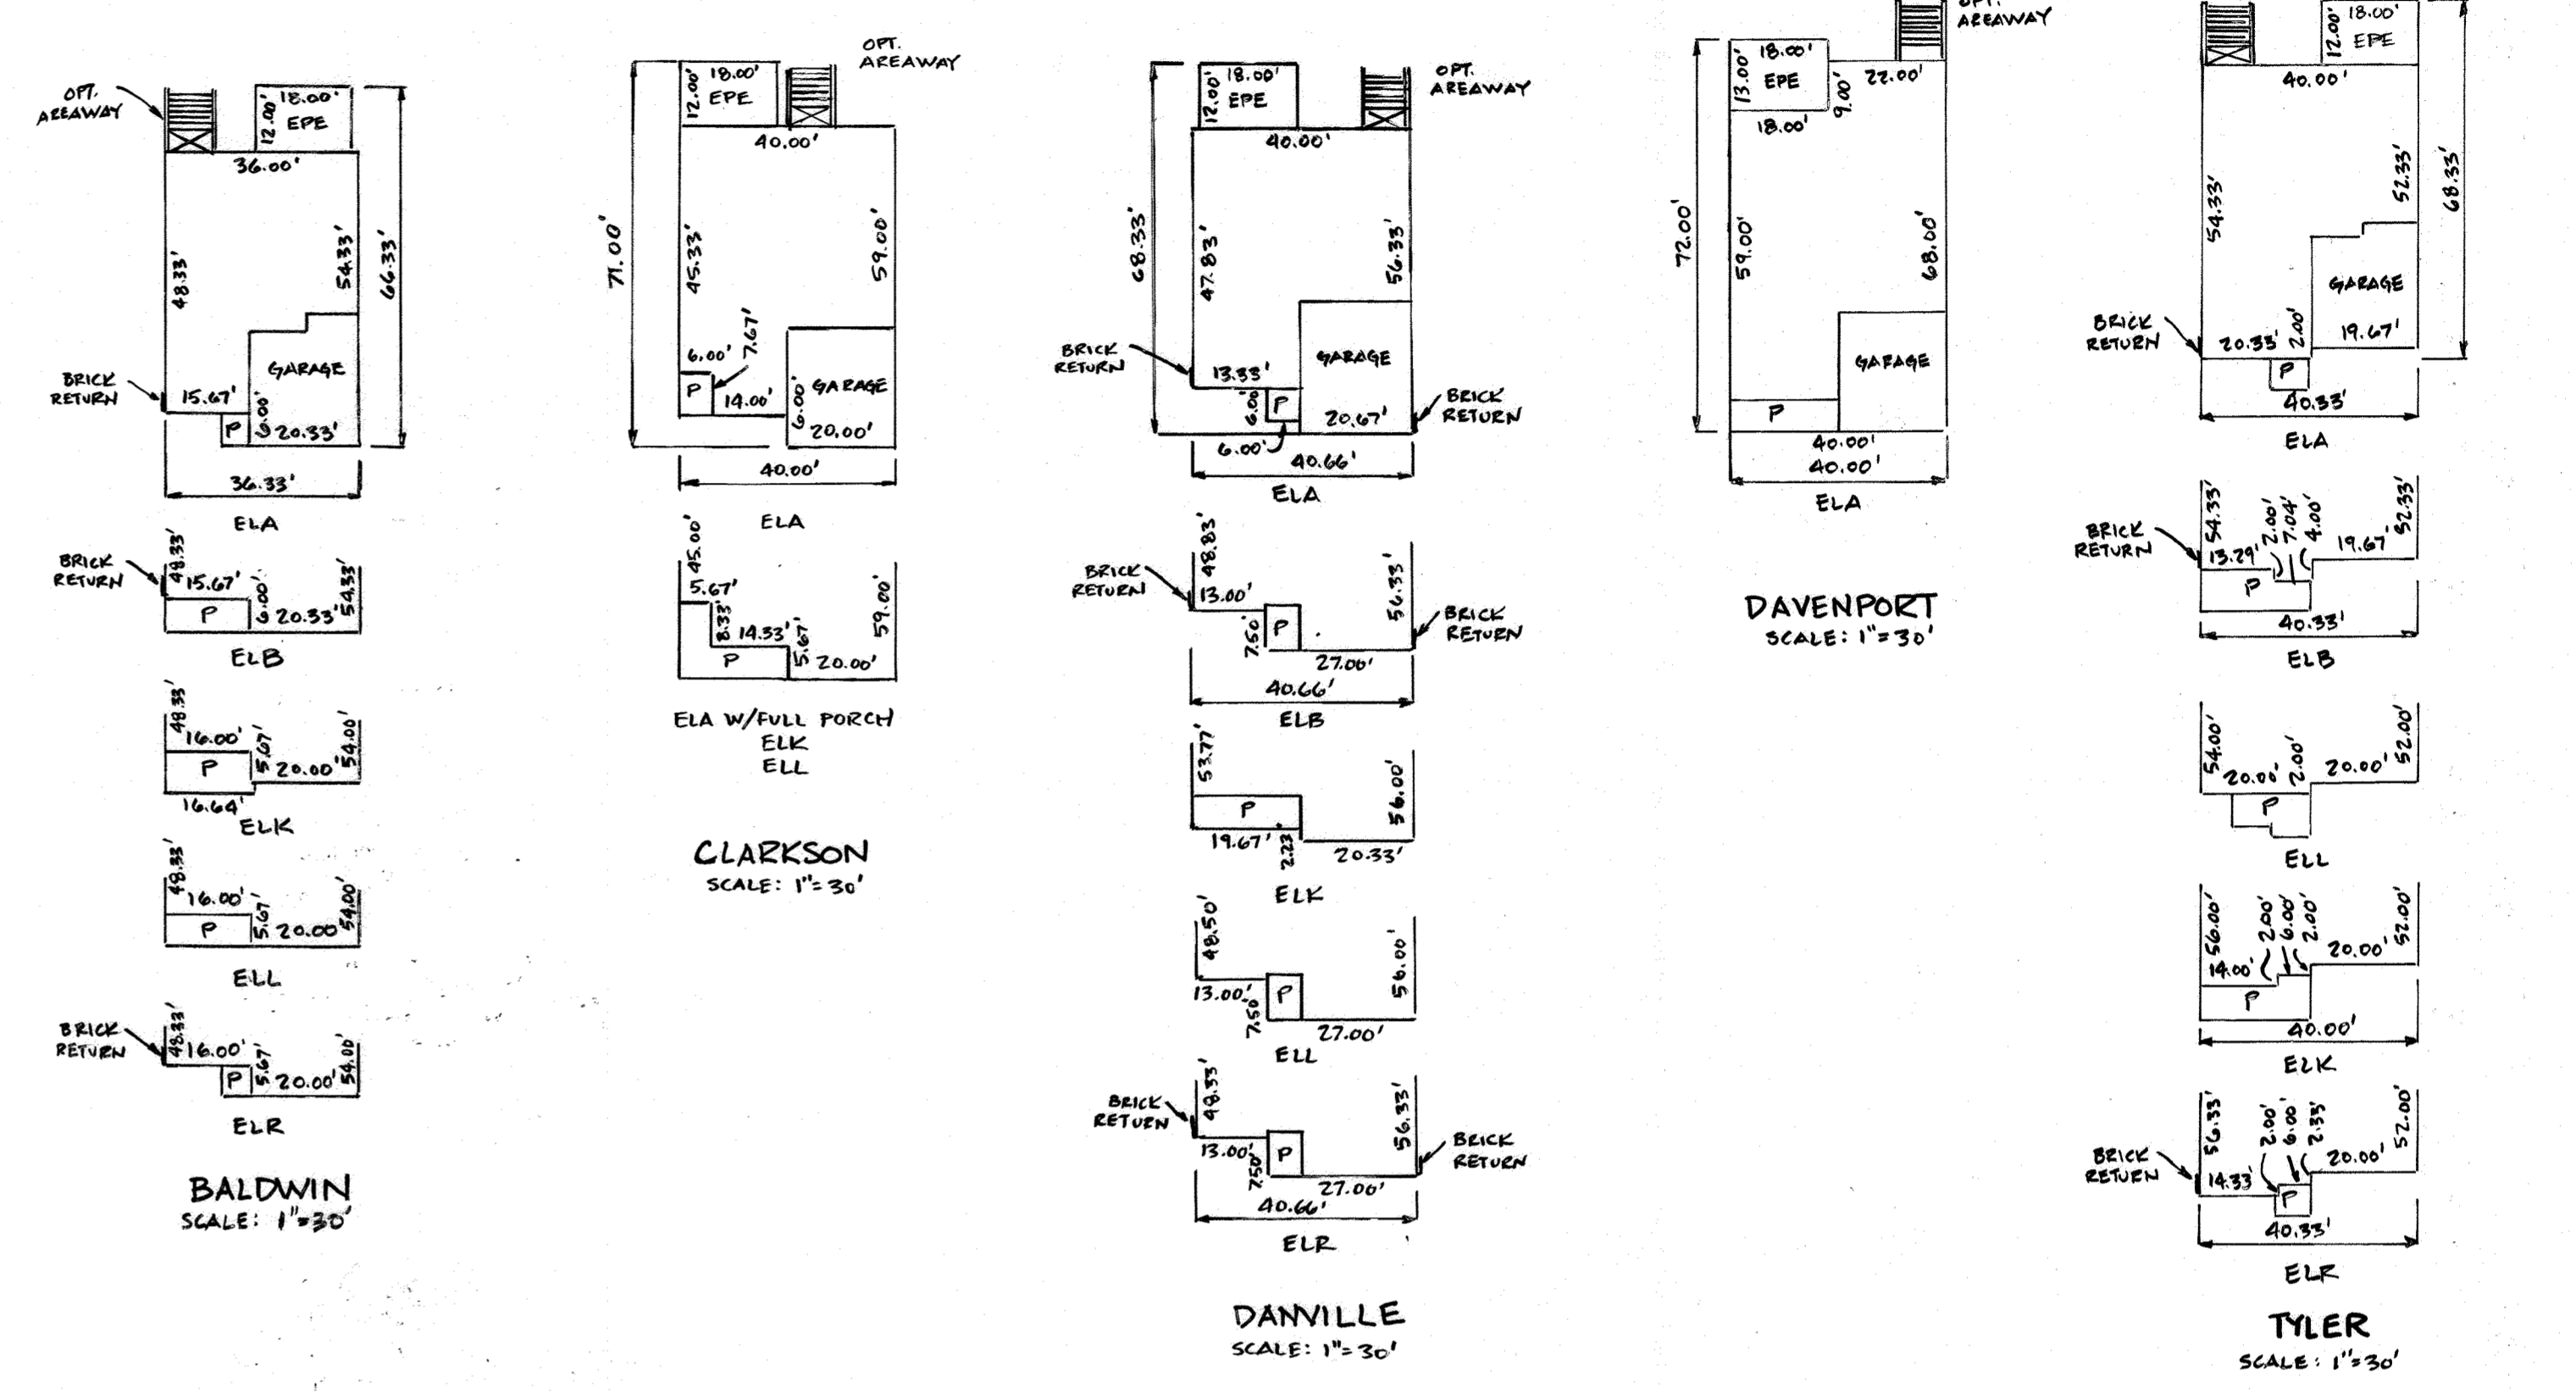 OPT.
AREAWAY
18.00'
12.00'
EPE
36.00'
48.33'
54.33'
66.33'
GARAGE
BRICK
RETURN
15.67'
P
6.00'
20.33'
36.33'
ELA
BRICK
RETURN
48.33'
15.67'
P
6.00'
20.33'
54.33'
ELB
48.33'
16.00'
P
5.67'
20.00'
54.00'
16.64'
ELK
48.33'
16.00'
P
5.67'
20.00'
54.00'
ELL
BRICK
RETURN
48.33'
16.00'
P
5.67'
20.00'
54.00'
ELR
BALDWIN
SCALE: 1"=30'
OPT.
AREAWAY
12.00'
18.00'
EPE
40.00'
71.00'
45.33'
59.00'
6.00'
7.67'
P
14.00'
6.00'
GARAGE
20.00'
40.00'
ELA
45.00'
5.67'
8.33'
14.33'
P
5.67'
20.00'
59.00'
ELA W/FULL PORCH
ELK
ELL
CLARKSON
SCALE: 1"=30'
OPT.
AREAWAY
12.00'
18.00'
EPE
40.00'
68.33'
47.83'
56.33'
BRICK
RETURN
13.33'
GARAGE
6.00'
P
20.67'
BRICK
RETURN
6.00'
40.66'
ELA
BRICK
RETURN
48.83'
13.00'
7.50'
P
56.33'
27.00'
BRICK
RETURN
40.66'
ELB
53.77'
P
19.67'
2.23
56.00'
20.33'
ELK
48.50'
13.00'
7.50'
P
56.00'
27.00'
ELL
BRICK
RETURN
48.33'
13.00'
7.50'
P
56.33'
27.00'
BRICK
RETURN
40.66'
ELR
DANVILLE
SCALE: 1"=30'
OPT.
AREAWAY
13.00'
18.00'
EPE
9.00'
22.00'
18.00'
72.00'
59.00'
68.00'
GARAGE
P
40.00'
40.00'
ELA
DAVENPORT
SCALE: 1"=30'
12.00'
18.00'
EPE
40.00'
54.33'
52.33'
68.33'
GARAGE
BRICK
RETURN
20.33'
2.00'
19.67'
P
40.33'
ELA
BRICK
RETURN
54.33'
13.29'
2.00'
7.04'
4.00'
19.67'
52.33'
P
40.33'
ELB
54.00'
20.00'
2.00'
20.00'
52.00'
P
ELL
56.00'
14.00'
2.00'
6.00'
2.00'
20.00'
52.00'
P
40.00'
ELK
BRICK
RETURN
56.33'
14.33'
2.00'
6.00'
2.33'
20.00'
52.00'
P
40.33'
ELR
TYLER
SCALE: 1"=30'